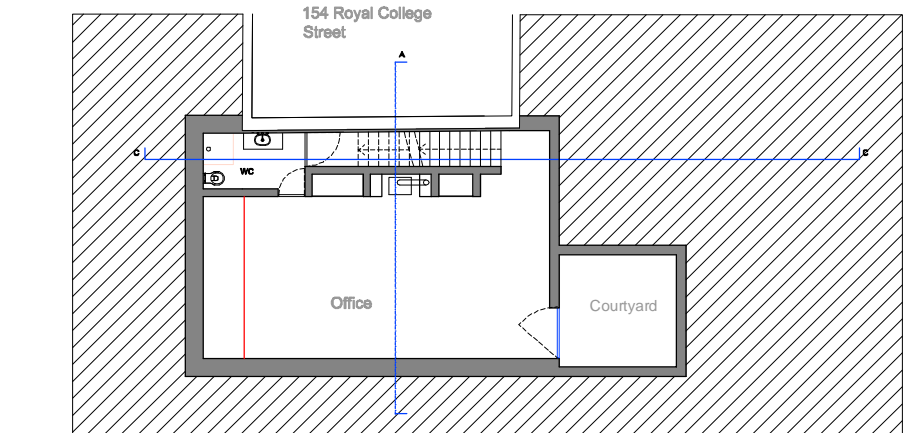 154 Royal College
Street
A
C
C
WC
Office
Courtyard